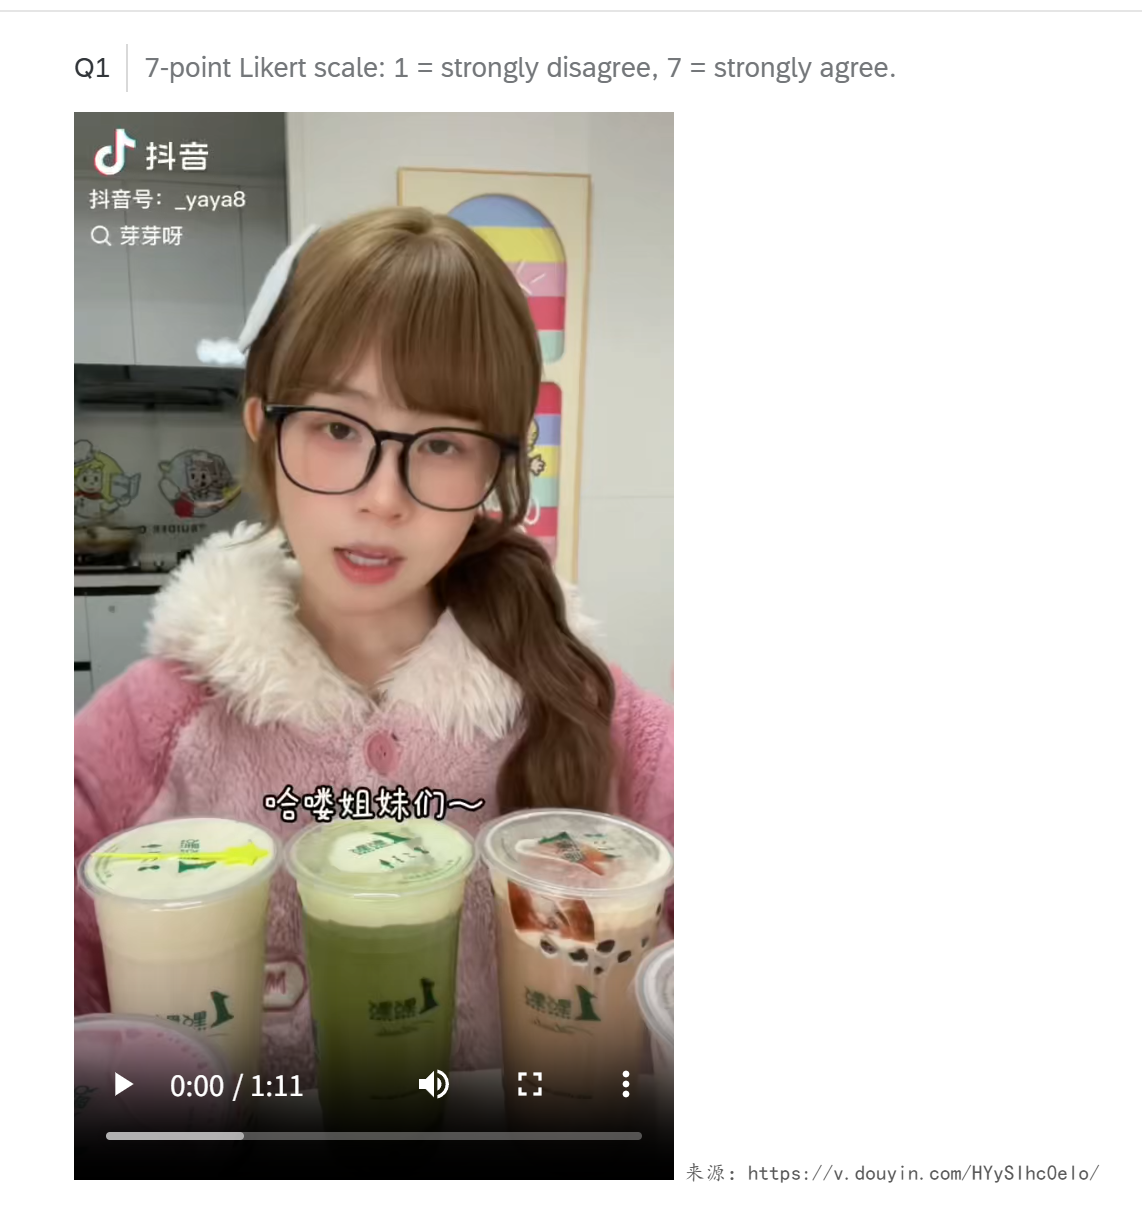 Q1
7-point Likert scale: 1 = strongly disagree, 7 = strongly agree.
抖音
抖音号: _yaya8
芽芽呀
哈喽姐妹们～
0:00 / 1:11
来源: https://v.douyin.com/HYySlhcOelo/